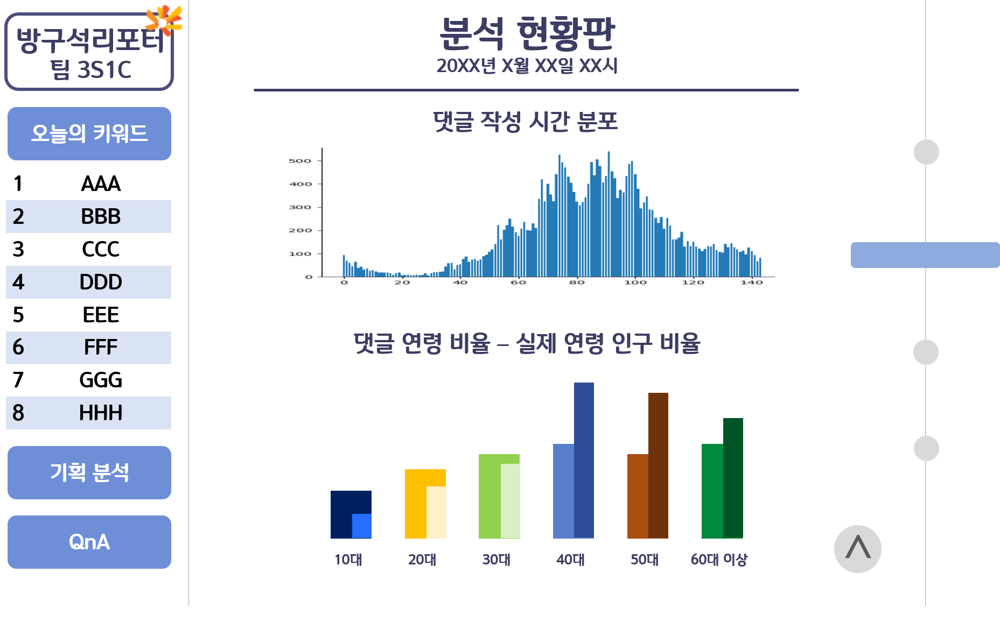 방구석리포터
팀 3S1C
오늘의 키워드
1 AAA
2 BBB
3 CCC
4 DDD
5 EEE
6 FFF
7 GGG
8 HHH
기획 분석
QnA
분석 현황판
20XX년 X월 XX일 XX시
댓글 작성 시간 분포
500
400
300
200
100
0
0 20 40 60 80 100 120 140
댓글 연령 비율 – 실제 연령 인구 비율
10대 20대 30대 40대 50대 60대 이상